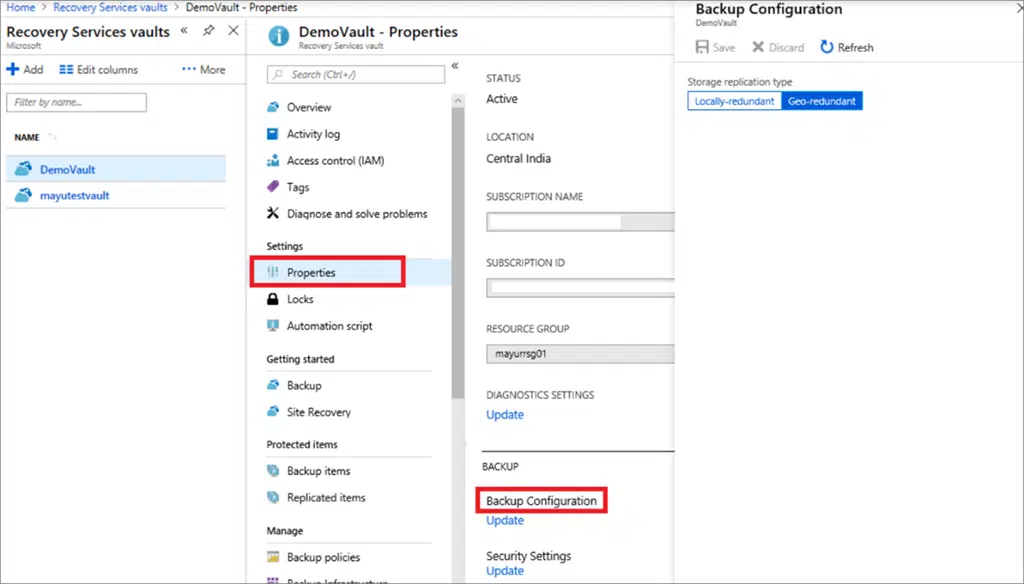 Home > Recovery Services vaults > DemoVault - Properties
Recovery Services vaults
Microsoft
Add Edit columns ••• More
Filter by name...
NAME
DemoVault
mayutestvault
DemoVault - Properties
Recovery Services vault
Search (Ctrl+/)
Overview
Activity log
Access control (IAM)
Tags
Diagnose and solve problems
Settings
Properties
Locks
Automation script
Getting started
Backup
Site Recovery
Protected items
Backup items
Replicated items
Manage
Backup policies
Backup Infrastructure
STATUS
Active
LOCATION
Central India
SUBSCRIPTION NAME
SUBSCRIPTION ID
RESOURCE GROUP
mayurrsg01
DIAGNOSTICS SETTINGS
Update
BACKUP
Backup Configuration
Update
Security Settings
Update
Backup Configuration
DemoVault
Save Discard Refresh
Storage replication type
Locally-redundant Geo-redundant